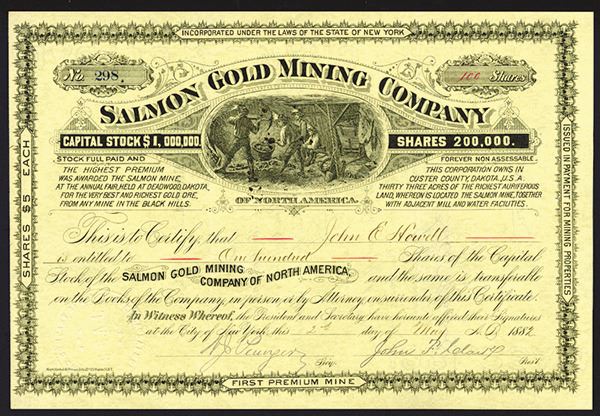 INCORPORATED UNDER THE LAWS OF THE STATE OF NEW YORK
No. 298.
100 Shares
SALMON GOLD MINING COMPANY
CAPITAL STOCK $1,000,000.
SHARES 200,000.
STOCK FULL PAID AND
THE HIGHEST PREMIUM
WAS AWARDED THE SALMON MINE,
AT THE ANNUAL FAIR, HELD AT DEADWOOD, DAKOTA,
FOR THE VERY BEST AND RICHEST GOLD ORE,
FROM ANY MINE IN THE BLACK HILLS.
FOREVER NON ASSESSABLE.
THIS CORPORATION OWNS IN
CUSTER COUNTY, DAKOTA, U.S.A
THIRTY THREE ACRES OF THE RICHEST AURIFEROUS
LAND, WHEREON IS LOCATED THE SALMON MINE, TOGETHER
WITH ADJACENT MILL AND WATER FACILITIES.
OF NORTH AMERICA.
SHARES $5 EACH
ISSUED IN PAYMENT FOR MINING PROPERTIES
This is to Certify, that John E Howell
is entitled to One hundred Shares of the Capital
Stock of the SALMON GOLD MINING COMPANY OF NORTH AMERICA, and the same is transferable
on the Books of the Company, in person or by Attorney on surrender of this Certificate.
In Witness Whereof, the President and Secretary have hereunto affixed their Signatures
at the City of New York this 2nd day of May A.D. 1882
Pres't
FIRST PREMIUM MINE